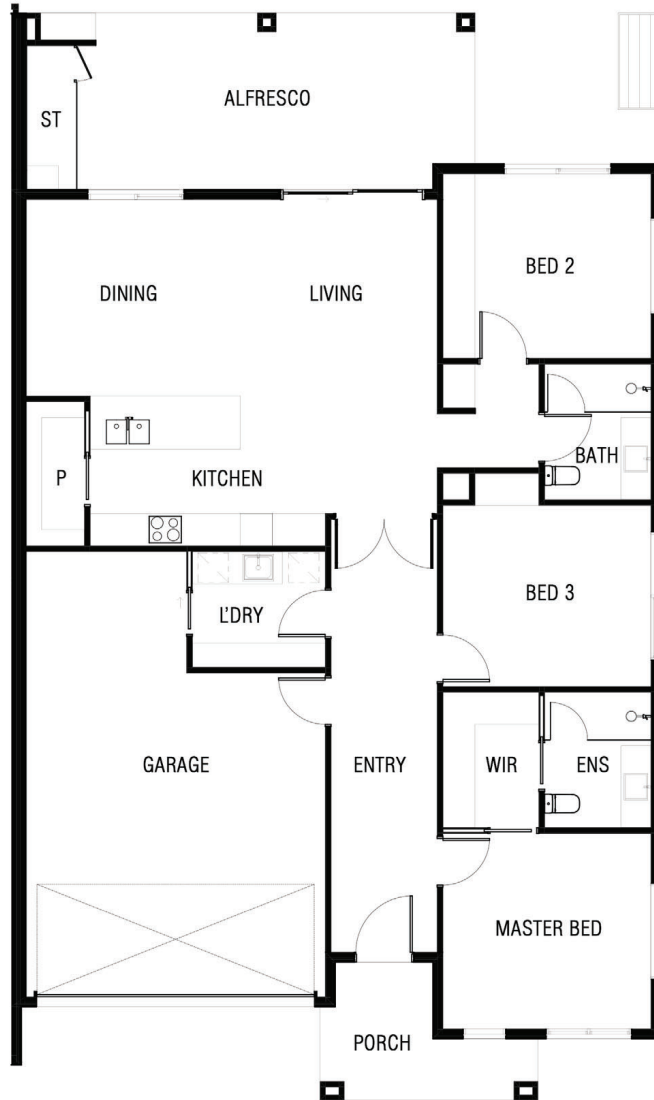 ALFRESCO
ST
BED 2
DINING
LIVING
BATH
P
KITCHEN
BED 3
L'DRY
GARAGE
ENTRY
WIR
ENS
MASTER BED
PORCH